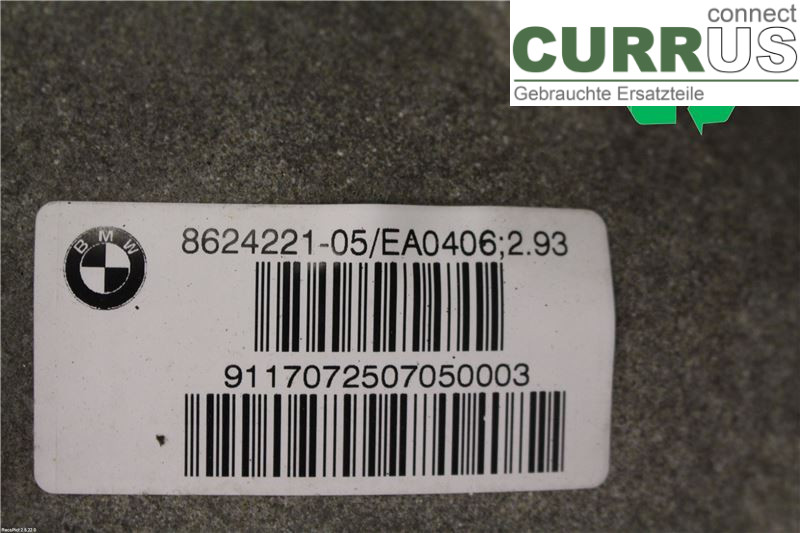 connect
CURRUS
Gebrauchte Ersatzteile
BMW
8624221-05/EA0406;2.93
9117072507050003